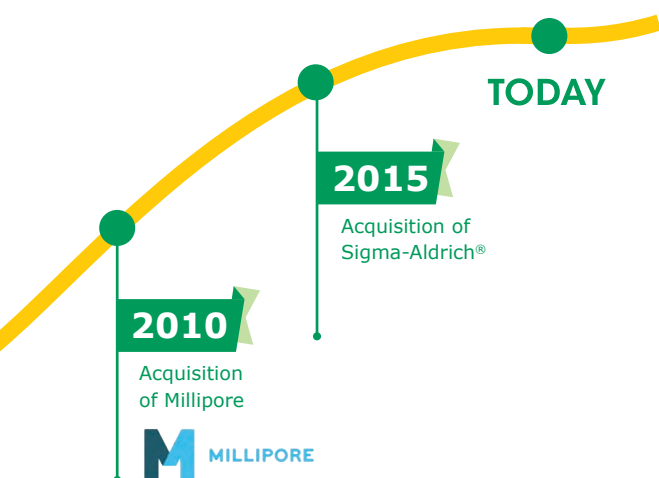 TODAY
2015
Acquisition of
Sigma-Aldrich®
2010
Acquisition
of Millipore
MILLIPORE